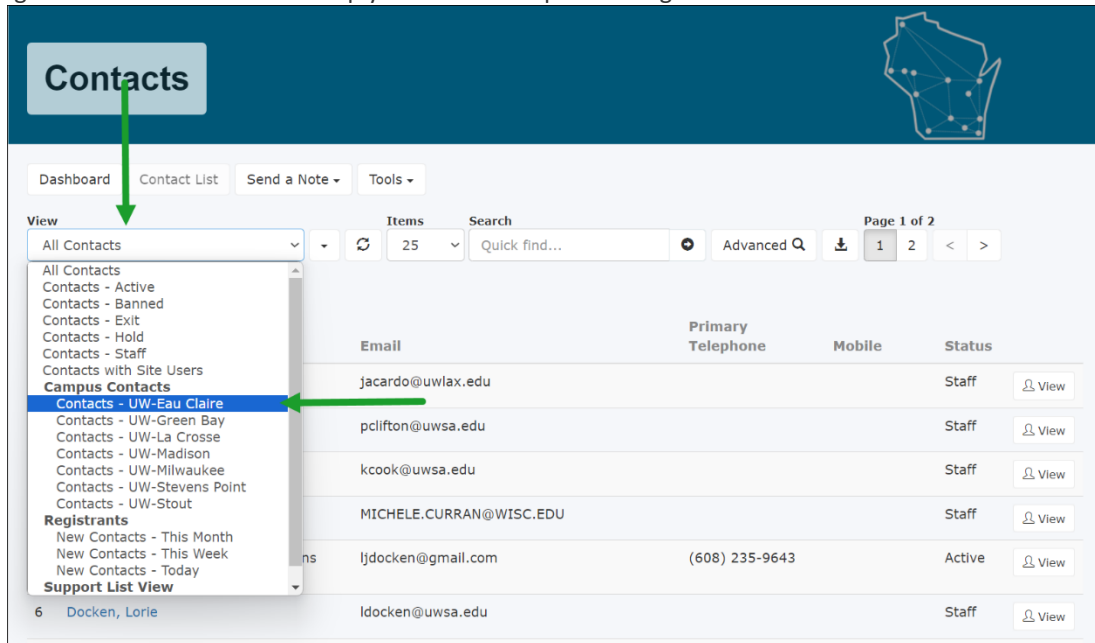 Contacts
Dashboard Contact List Send a Note Tools
View Items Search Page 1 of 2
All Contacts 25 Quick find... Advanced 1 2 < >
All Contacts
Contacts - Active
Contacts - Banned
Contacts - Exit
Contacts - Hold
Contacts - Staff
Contacts with Site Users
Campus Contacts
Contacts - UW-Eau Claire
Contacts - UW-Green Bay
Contacts - UW-La Crosse
Contacts - UW-Madison
Contacts - UW-Milwaukee
Contacts - UW-Stevens Point
Contacts - UW-Stout
Registrants
New Contacts - This Month
New Contacts - This Week
New Contacts - Today
Support List View
Email Primary Telephone Mobile Status
jacardo@uwlax.edu Staff View
pclifton@uwsa.edu Staff View
kcook@uwsa.edu Staff View
MICHELE.CURRAN@WISC.EDU Staff View
ns ljdocken@gmail.com (608) 235-9643 Active View
6 Docken, Lorie ldocken@uwsa.edu Staff View